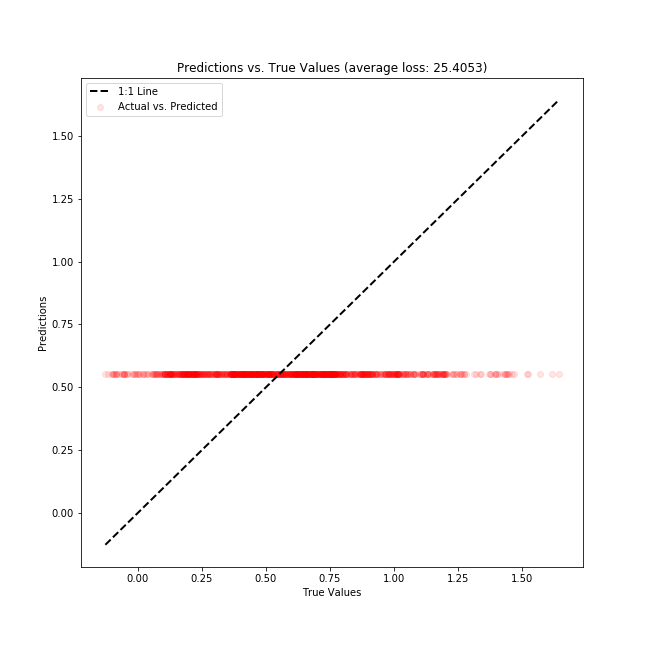 Predictions vs. True Values (average loss: 25.4053)
1:1 Line
Actual vs. Predicted
1.50
1.25
1.00
0.75
0.50
0.25
0.00
Predictions
0.00 0.25 0.50 0.75 1.00 1.25 1.50
True Values